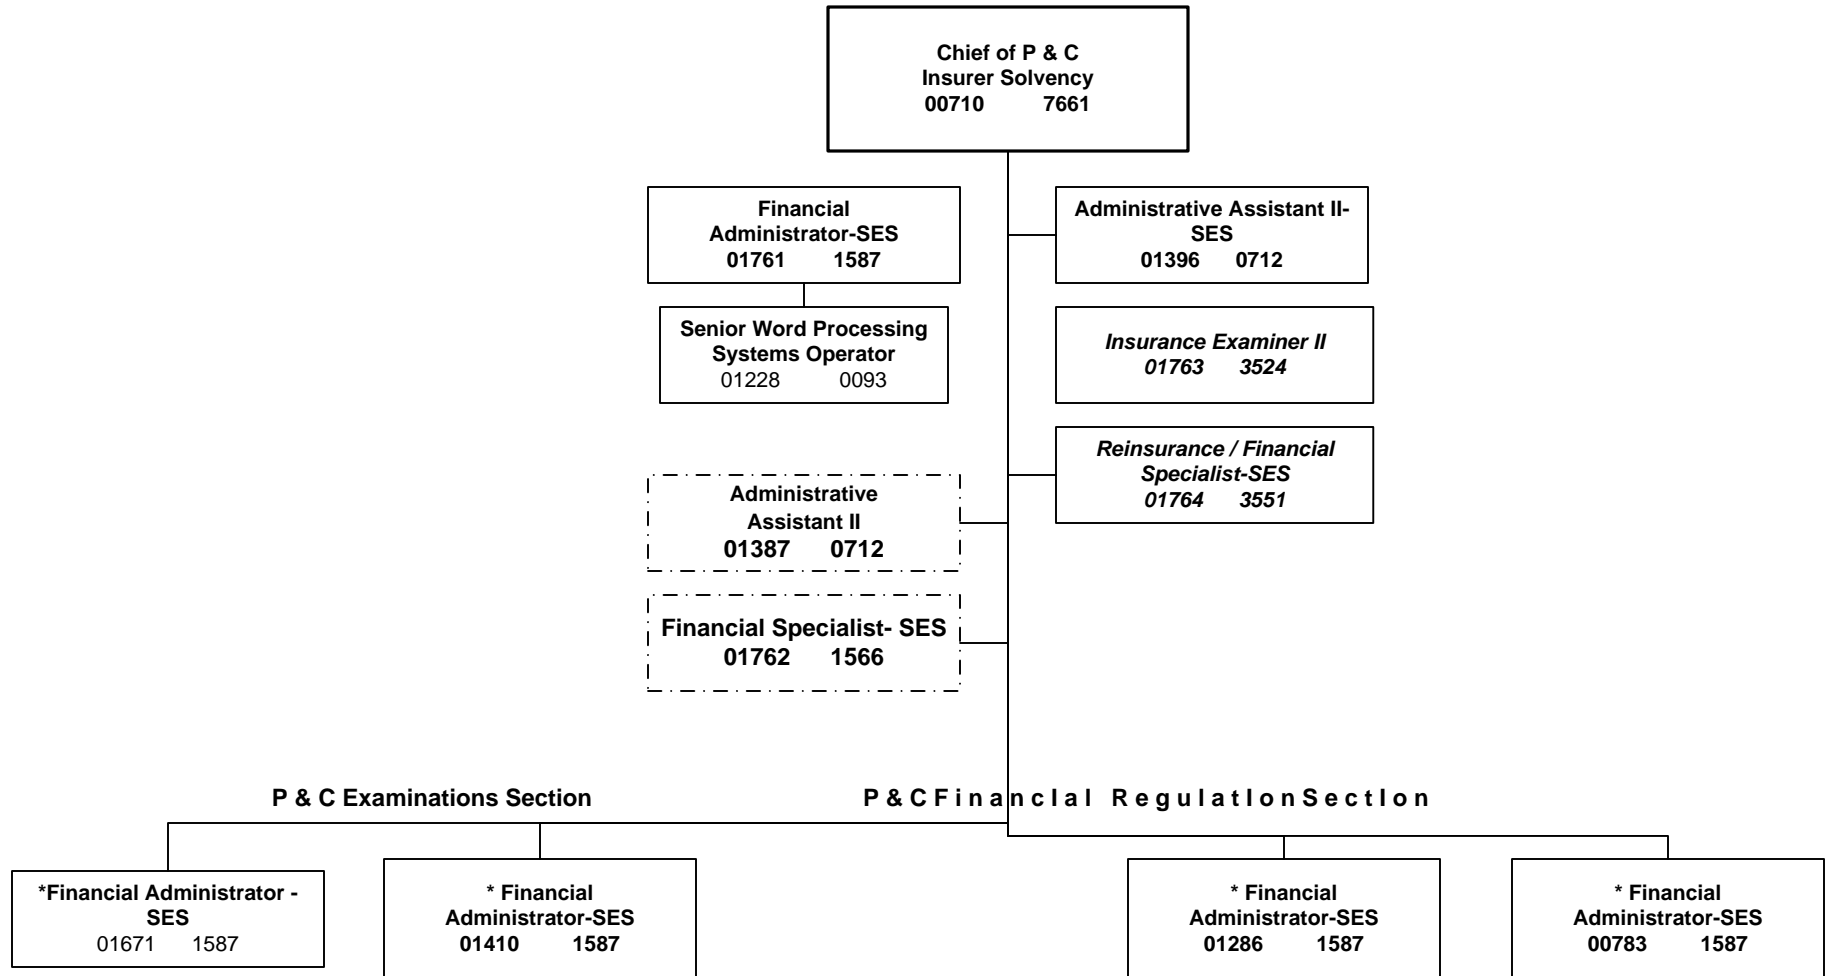 Chief of P & C
Insurer Solvency
00710 7661
Financial
Administrator-SES
01761 1587
Administrative Assistant II-
SES
01396 0712
Senior Word Processing
Systems Operator
01228 0093
Insurance Examiner II
01763 3524
Reinsurance / Financial
Specialist-SES
01764 3551
Administrative
Assistant II
01387 0712
Financial Specialist- SES
01762 1566
P & C Examinations Section
P & C FinancIal RegulatIon SectIon
*Financial Administrator -
SES
01671 1587
* Financial
Administrator-SES
01410 1587
* Financial
Administrator-SES
01286 1587
* Financial
Administrator-SES
00783 1587